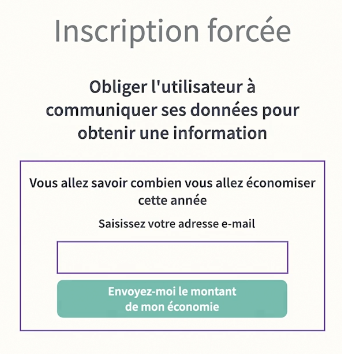 Inscription forcée
Obliger l'utilisateur à
communiquer ses données pour
obtenir une information
Vous allez savoir combien vous allez économiser
cette année
Saisissez votre adresse e-mail
Envoyez-moi le montant
de mon économie